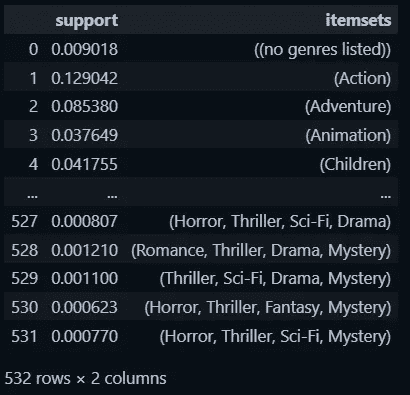 support itemsets
0 0.009018 ((no genres listed))
1 0.129042 (Action)
2 0.085380 (Adventure)
3 0.037649 (Animation)
4 0.041755 (Children)
... ... ...
527 0.000807 (Horror, Thriller, Sci-Fi, Drama)
528 0.001210 (Romance, Thriller, Drama, Mystery)
529 0.001100 (Thriller, Sci-Fi, Drama, Mystery)
530 0.000623 (Horror, Thriller, Fantasy, Mystery)
531 0.000770 (Horror, Thriller, Sci-Fi, Mystery)
532 rows × 2 columns